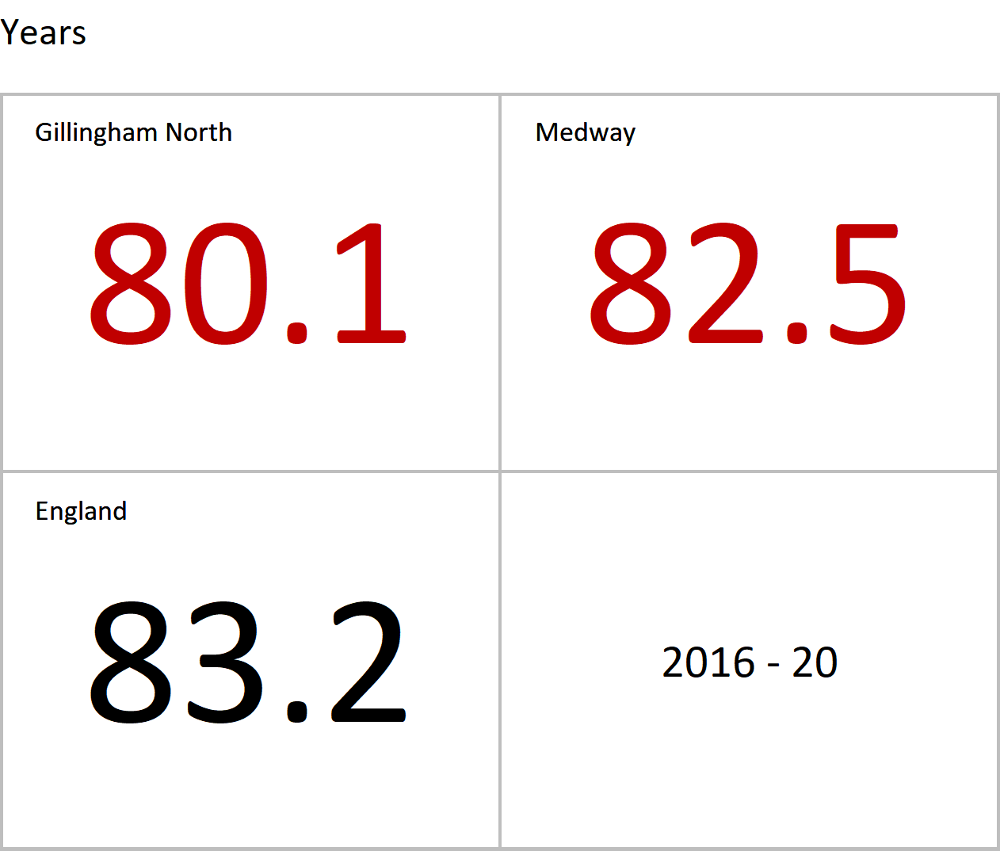 Years
Gillingham North
80.1
Medway
82.5
England
83.2
2016 - 20